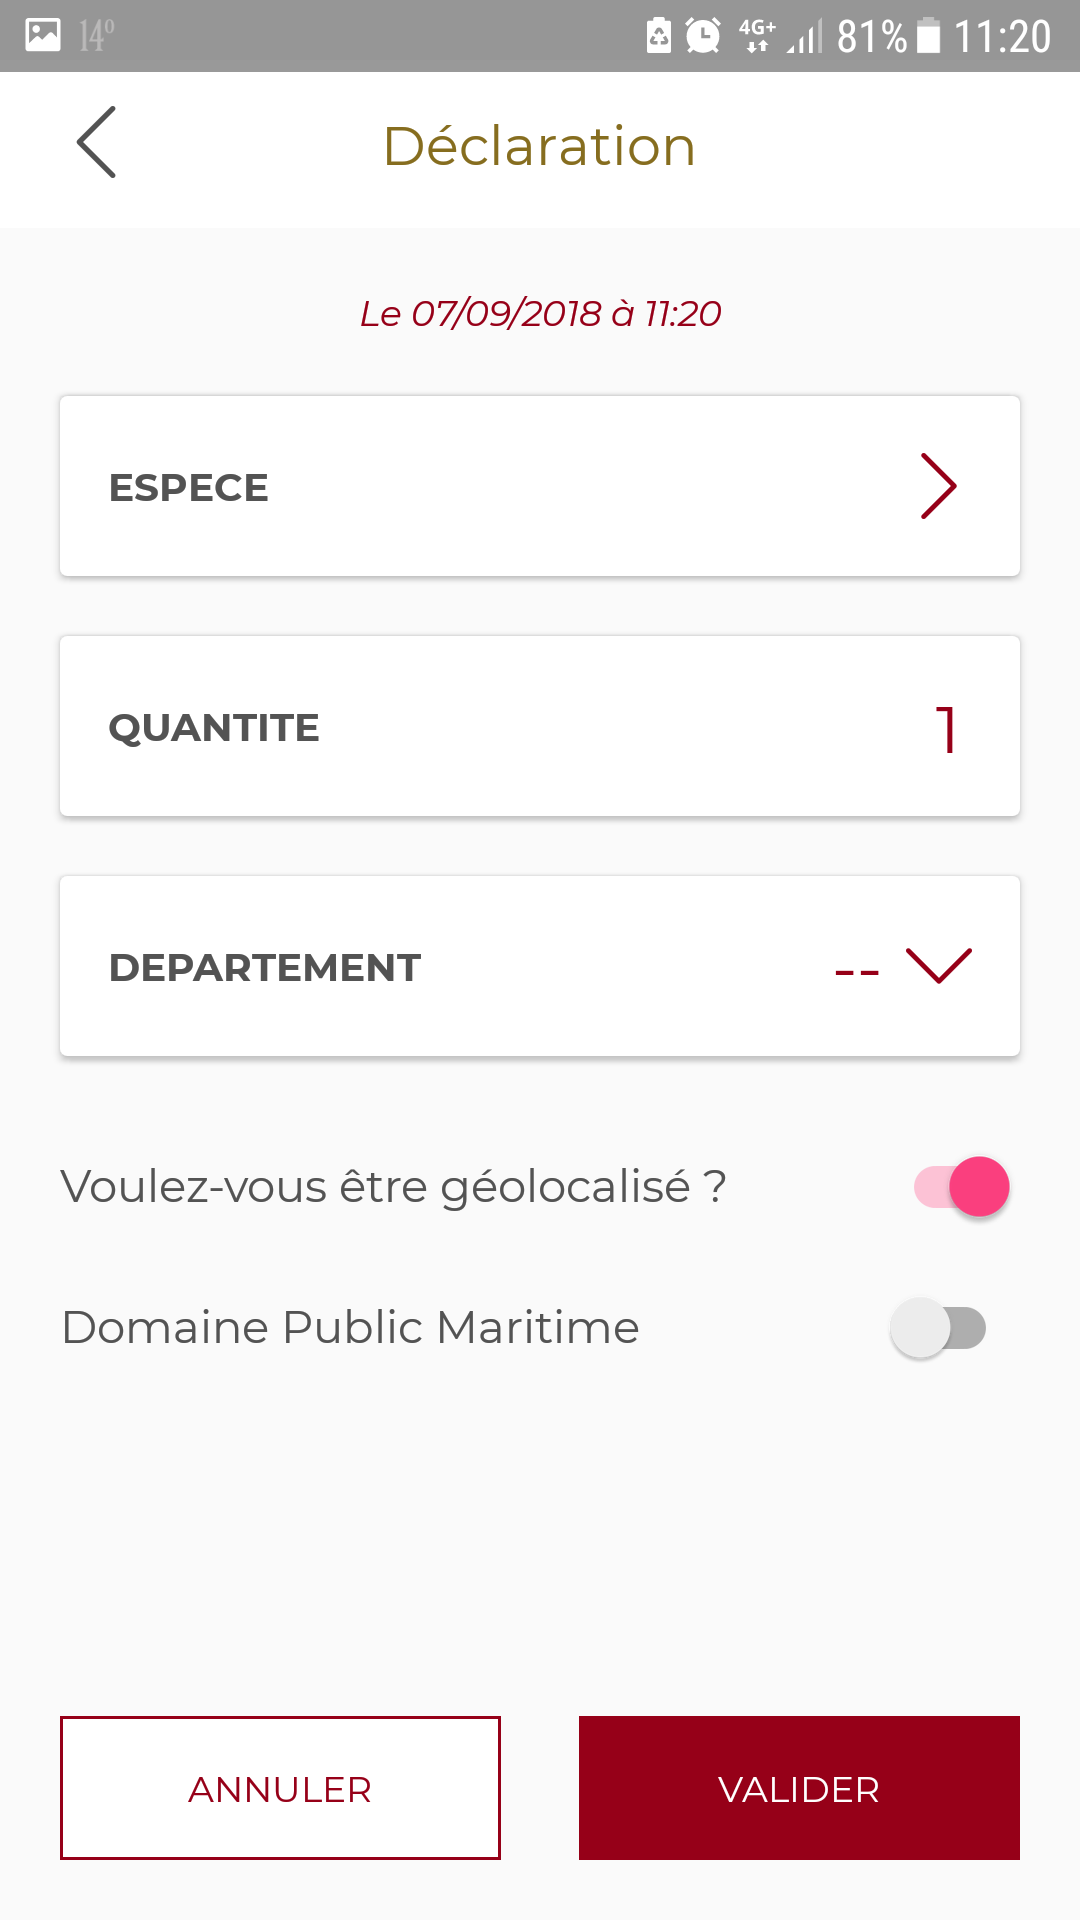 14° 4G+ 81% 11:20
Déclaration
Le 07/09/2018 à 11:20
ESPECE
QUANTITE 1
DEPARTEMENT --
Voulez-vous être géolocalisé ?
Domaine Public Maritime
ANNULER VALIDER